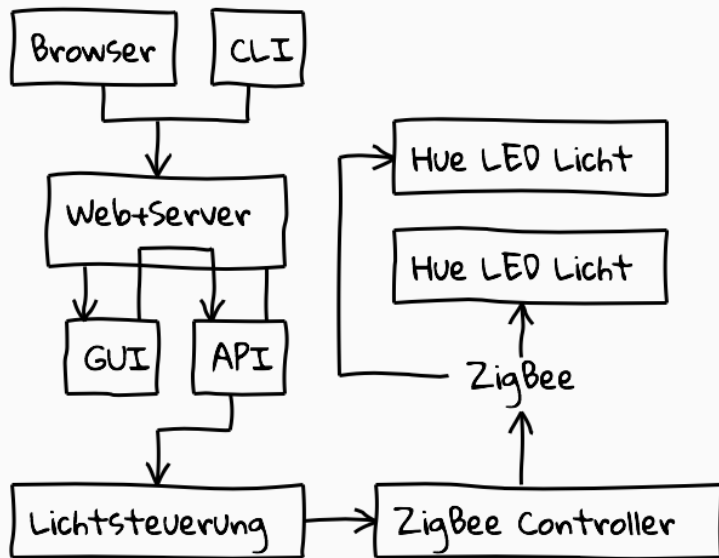 Browser
CLI
Web+Server
GUI
API
Lichtsteuerung
Hue LED Licht
Hue LED Licht
ZigBee
ZigBee Controller